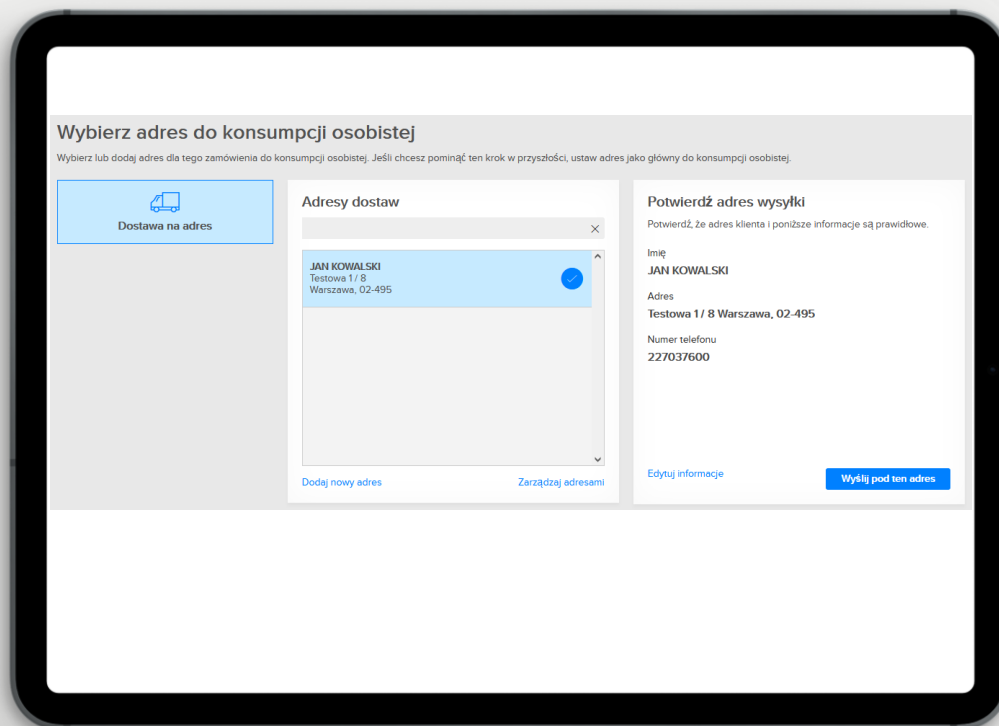 Wybierz adres do konsumpcji osobistej
Wybierz lub dodaj adres dla tego zamówienia do konsumpcji osobistej. Jeśli chcesz pominąć ten krok w przyszłości, ustaw adres jako główny do konsumpcji osobistej.
Dostawa na adres
Adresy dostaw
JAN KOWALSKI
Testowa 1 / 8
Warszawa, 02-495
Dodaj nowy adres
Zarządzaj adresami
Potwierdź adres wysyłki
Potwierdź, że adres klienta i poniższe informacje są prawidłowe.
Imię
JAN KOWALSKI
Adres
Testowa 1 / 8 Warszawa, 02-495
Numer telefonu
227037600
Edytuj informacje
Wyślij pod ten adres